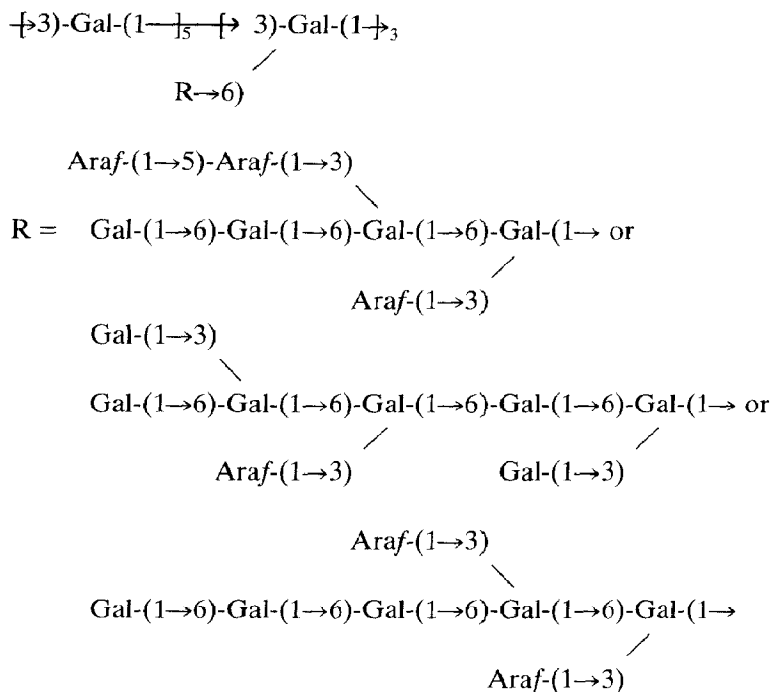 [→3)-Gal-(1—]₅—[→ 3)-Gal-(1→]₃
R→6)
Araf-(1→5)-Araf-(1→3)
R = Gal-(1→6)-Gal-(1→6)-Gal-(1→6)-Gal-(1→ or
Araf-(1→3)
Gal-(1→3)
Gal-(1→6)-Gal-(1→6)-Gal-(1→6)-Gal-(1→6)-Gal-(1→ or
Araf-(1→3) Gal-(1→3)
Araf-(1→3)
Gal-(1→6)-Gal-(1→6)-Gal-(1→6)-Gal-(1→6)-Gal-(1→
Araf-(1→3)